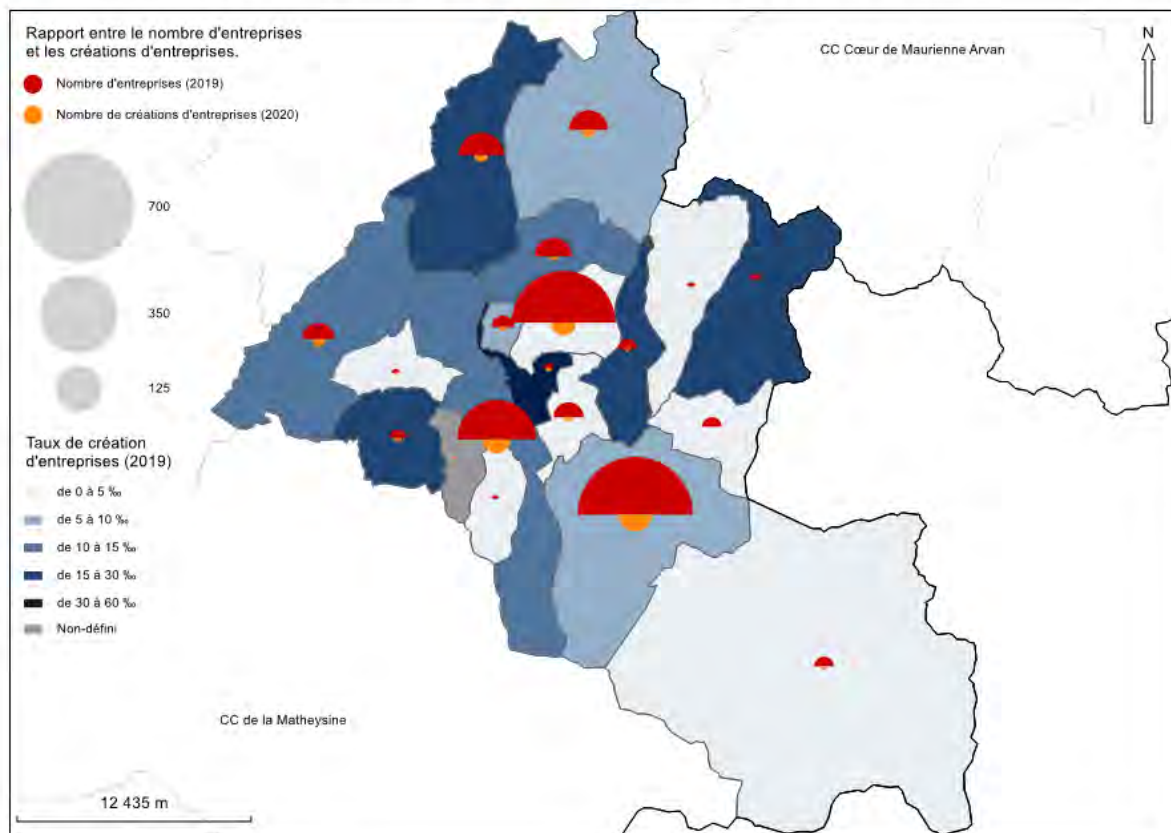 Rapport entre le nombre d'entreprises
et les créations d'entreprises.
Nombre d'entreprises (2019)
Nombre de créations d'entreprises (2020)
700
350
125
Taux de création
d'entreprises (2019)
de 0 à 5 ‰
de 5 à 10 ‰
de 10 à 15 ‰
de 15 à 30 ‰
de 30 à 60 ‰
Non-défini
12 435 m
CC de la Matheysine
CC Cœur de Maurienne Arvan
N